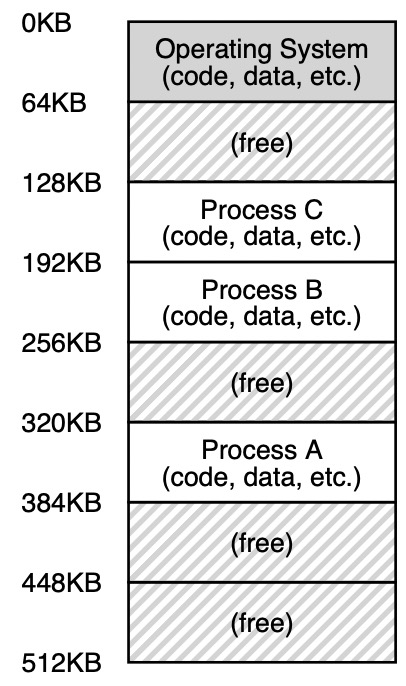 0KB
Operating System
(code, data, etc.)
64KB
(free)
128KB
Process C
(code, data, etc.)
192KB
Process B
(code, data, etc.)
256KB
(free)
320KB
Process A
(code, data, etc.)
384KB
(free)
448KB
(free)
512KB